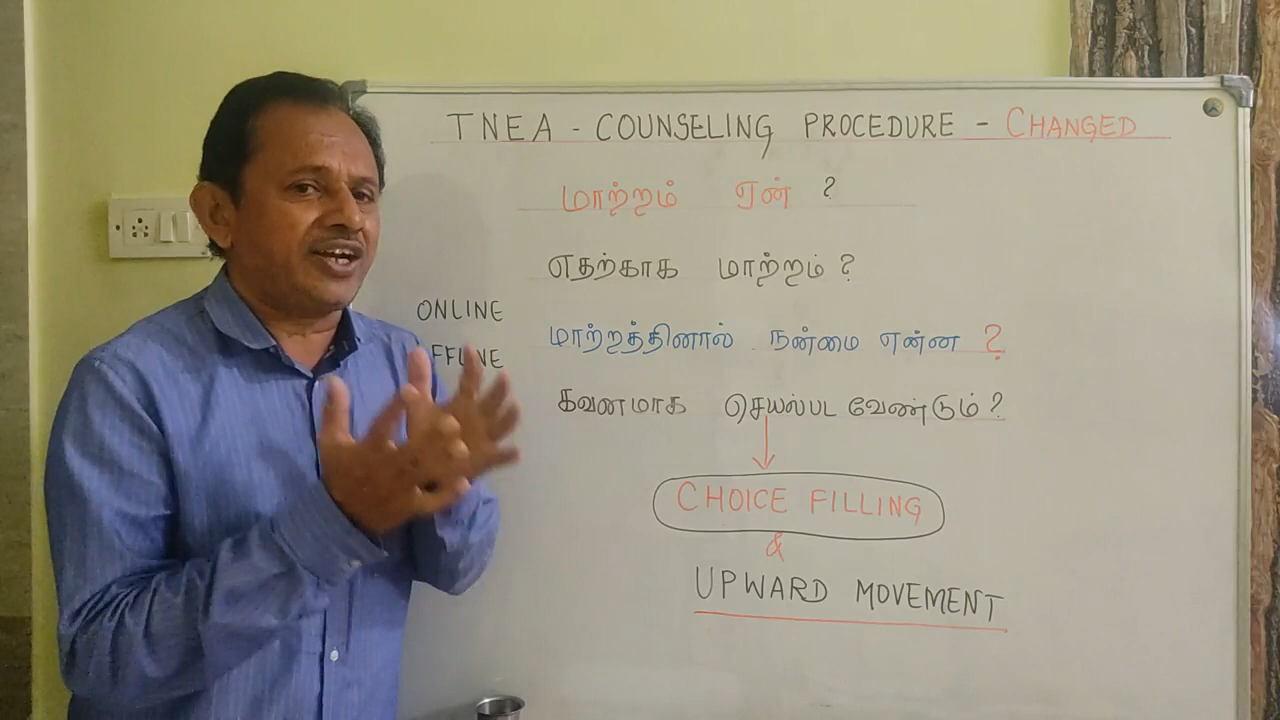 TNEA - COUNSELING PROCEDURE - CHANGED
மாற்றம் ஏன் ?
எதற்காக மாற்றம் ?
ONLINE
மாற்றத்தினால் நன்மை என்ன ?
FFLINE
கவனமாக செயல்பட வேண்டும் ?
CHOICE FILLING
&
UPWARD MOVEMENT